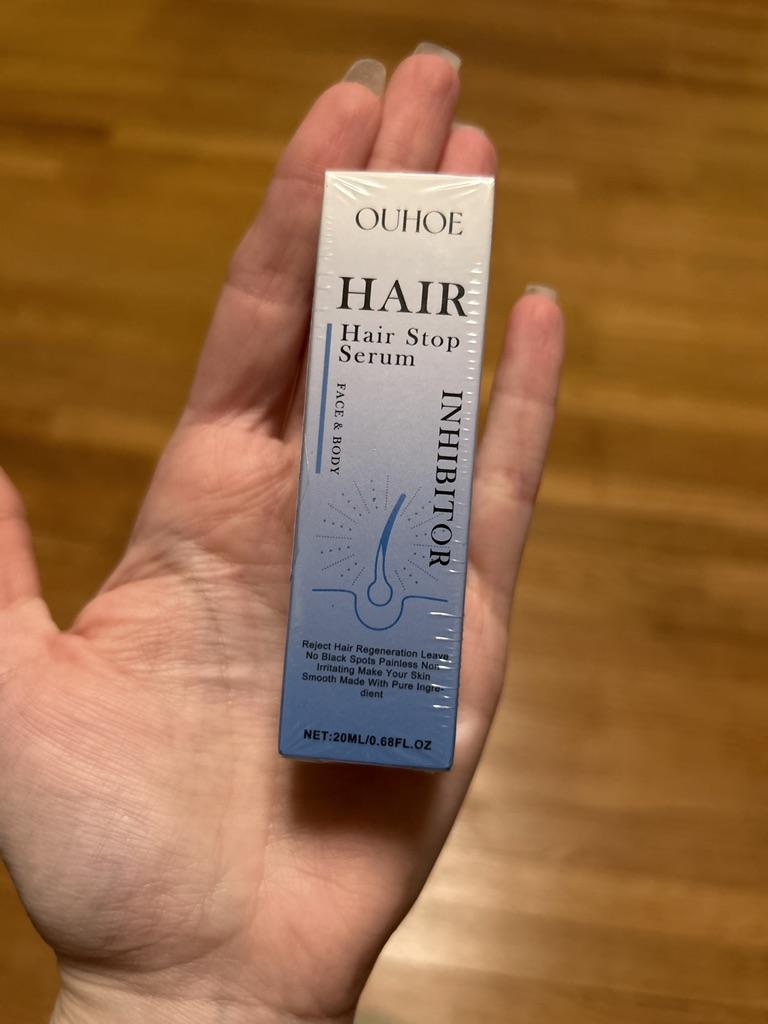 OUHOE
HAIR
Hair Stop
Serum
FACE & BODY
INHIBITOR
Reject Hair Regeneration Leave
No Black Spots Painless Non
Irritating Make Your Skin
Smooth Made With Pure Ingre-
dient
NET:20ML/0.68FL.OZ